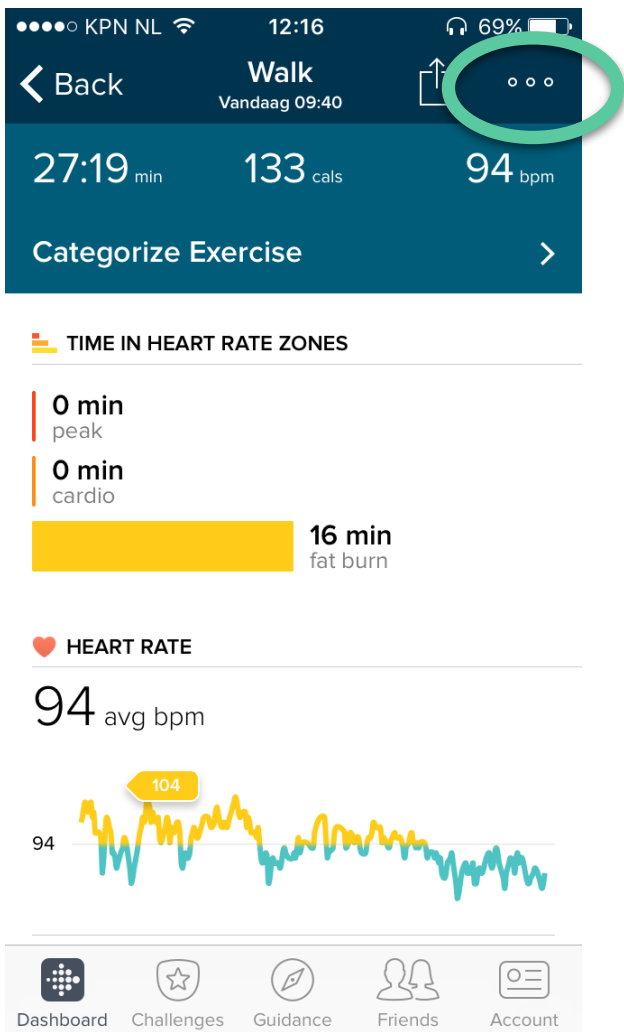 KPN NL 12:16 69%
Back Walk
Vandaag 09:40
27:19 min 133 cals 94 bpm
Categorize Exercise
TIME IN HEART RATE ZONES
0 min
peak
0 min
cardio
16 min
fat burn
HEART RATE
94 avg bpm
104
94
Dashboard Challenges Guidance Friends Account